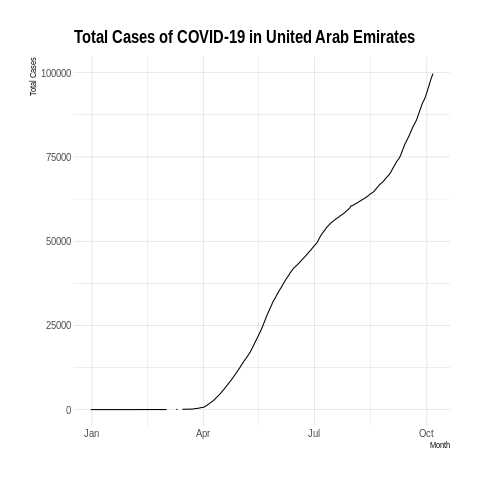 Total Cases of COVID-19 in United Arab Emirates
Total Cases
100000
75000
50000
25000
0
Jan Apr Jul Oct
Month